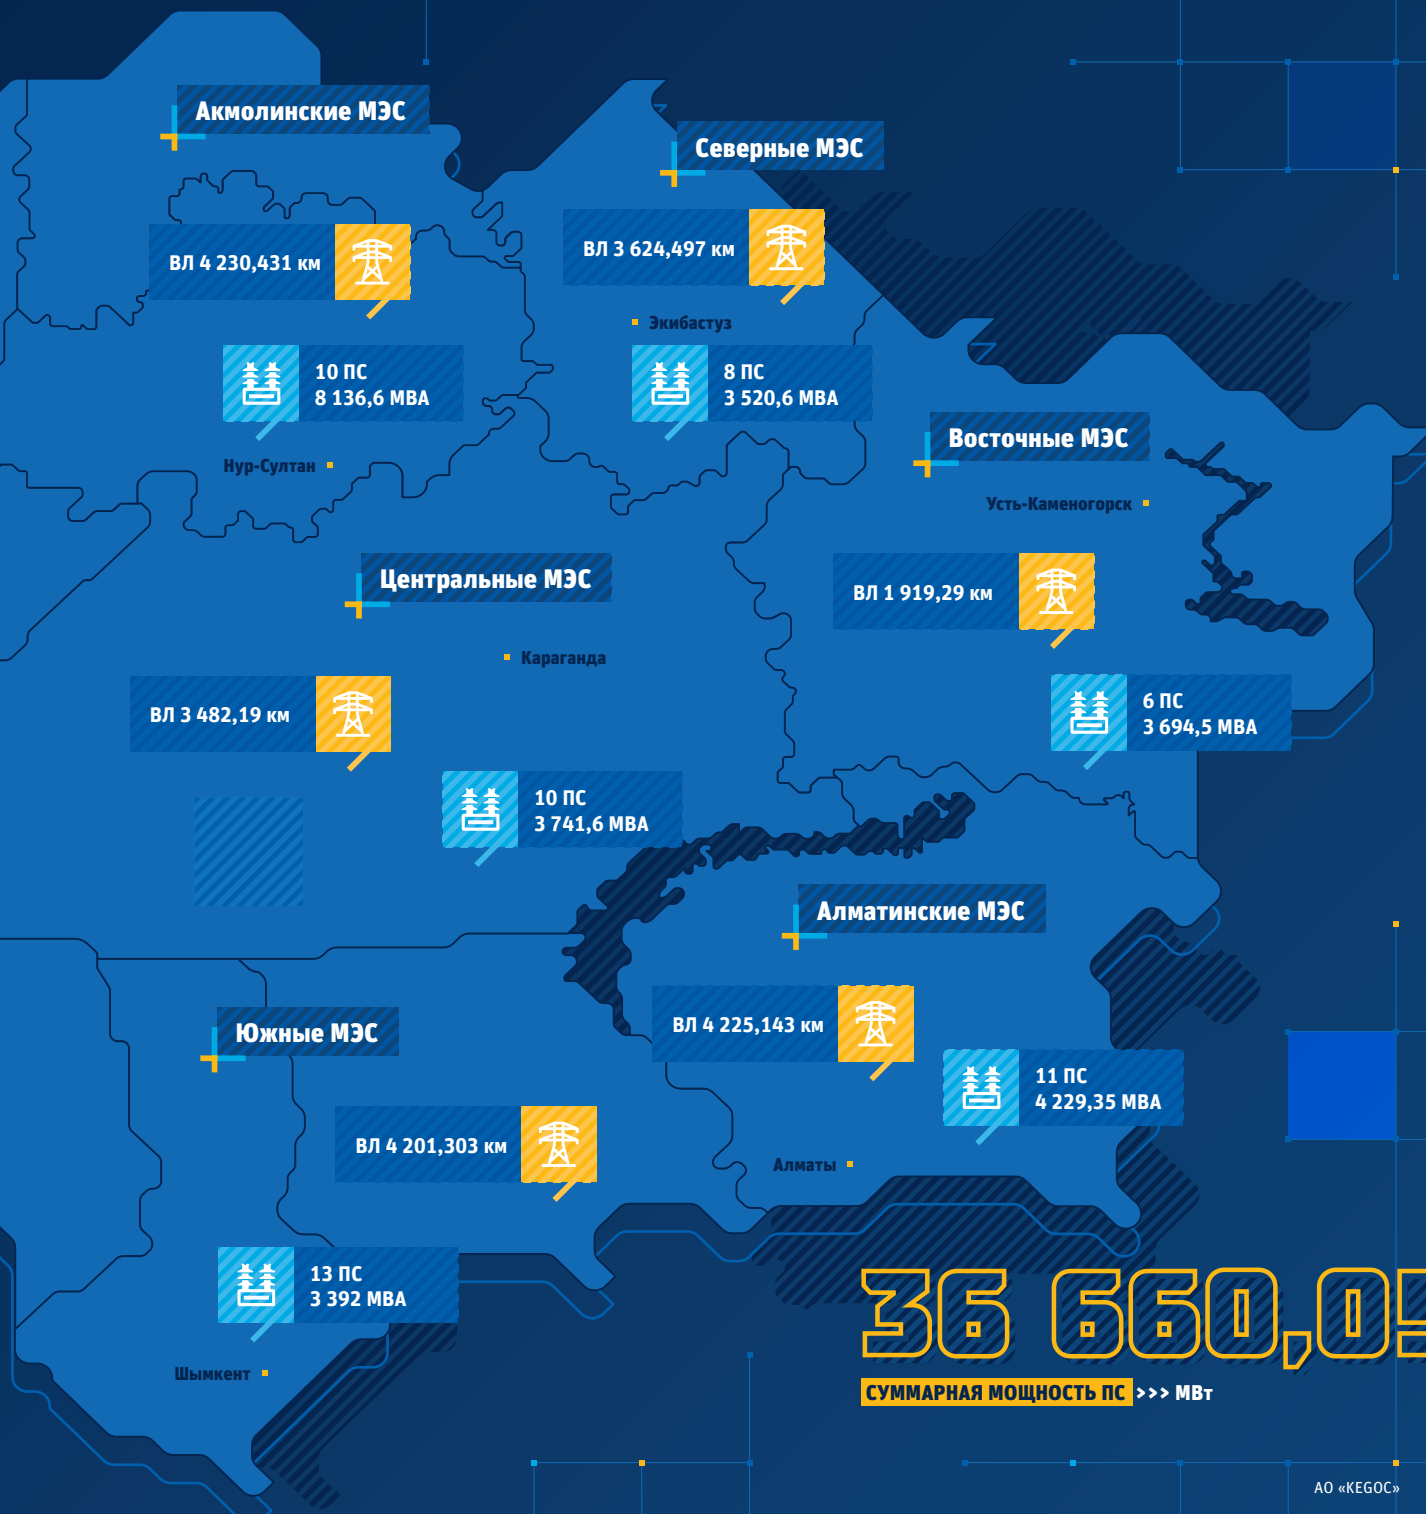 Акмолинские МЭС
Северные МЭС
ВЛ 4 230,431 км
ВЛ 3 624,497 км
Экибастуз
10 ПС
8 136,6 МВА
8 ПС
3 520,6 МВА
Нур-Султан
Восточные МЭС
Усть-Каменогорск
Центральные МЭС
ВЛ 1 919,29 км
Караганда
ВЛ 3 482,19 км
6 ПС
3 694,5 МВА
10 ПС
3 741,6 МВА
Алматинские МЭС
Южные МЭС
ВЛ 4 225,143 км
11 ПС
4 229,35 МВА
ВЛ 4 201,303 км
Алматы
13 ПС
3 392 МВА
Шымкент
36 660,05
СУММАРНАЯ МОЩНОСТЬ ПС >>> МВт
АО «KEGOC»